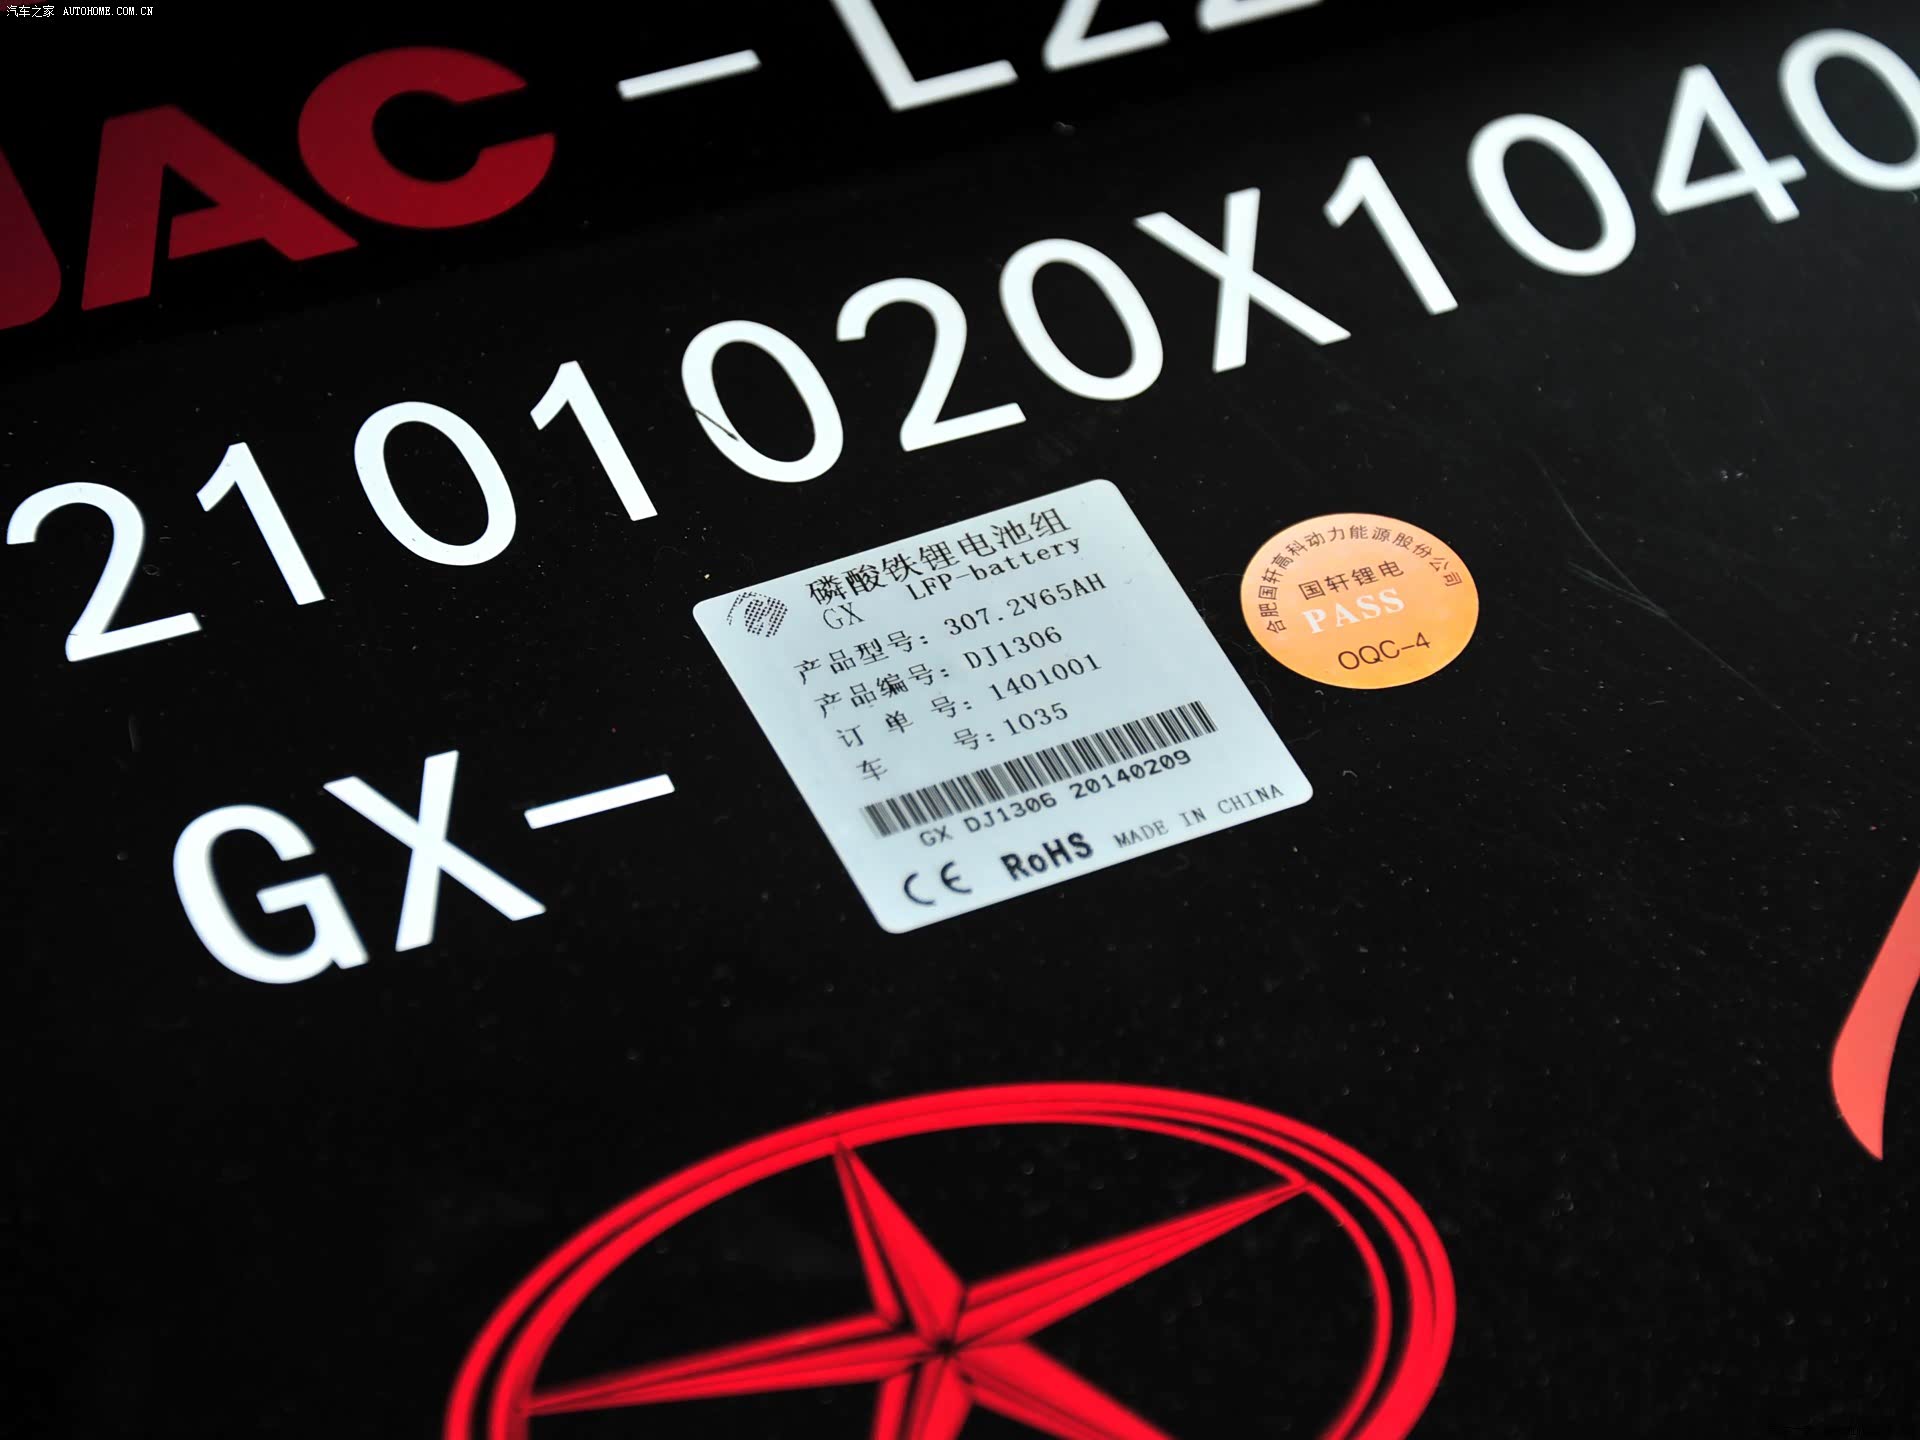 汽车之家 AUTOHOME.COM.CN
JAC-L22
2101020X1040
GX-
磷酸铁锂电池组
GX LFP-battery
产品型号: 307.2V65AH
产品编号: DJ1306
订单号: 1401001
车号: 1035
GX DJ1306 20140209
CE RoHS MADE IN CHINA
合肥国轩高科动力能源股份公司
国轩锂电
PASS
OQC-4